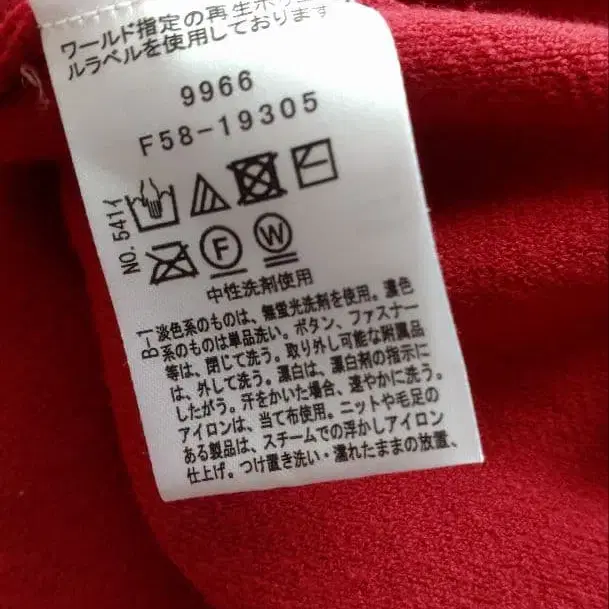 ワールド指定の再生ポリ
ルラベルを使用しております
9966
F58-19305
NO. 541イ
F W
中性洗剤使用
B-1
淡色系のものは、無蛍光洗剤を使用。濃色
系のものは単品洗い。ボタン、ファスナー
等は、閉じて洗う。取り外し可能な附属品
は、外して洗う。漂白は、漂白剤の指示に
したがう。汗をかいた場合、速やかに洗う。
アイロンは、当て布使用。ニットや毛足の
ある製品は、スチームでの浮かしアイロン
仕上げ。つけ置き洗い・濡れたままの放置、